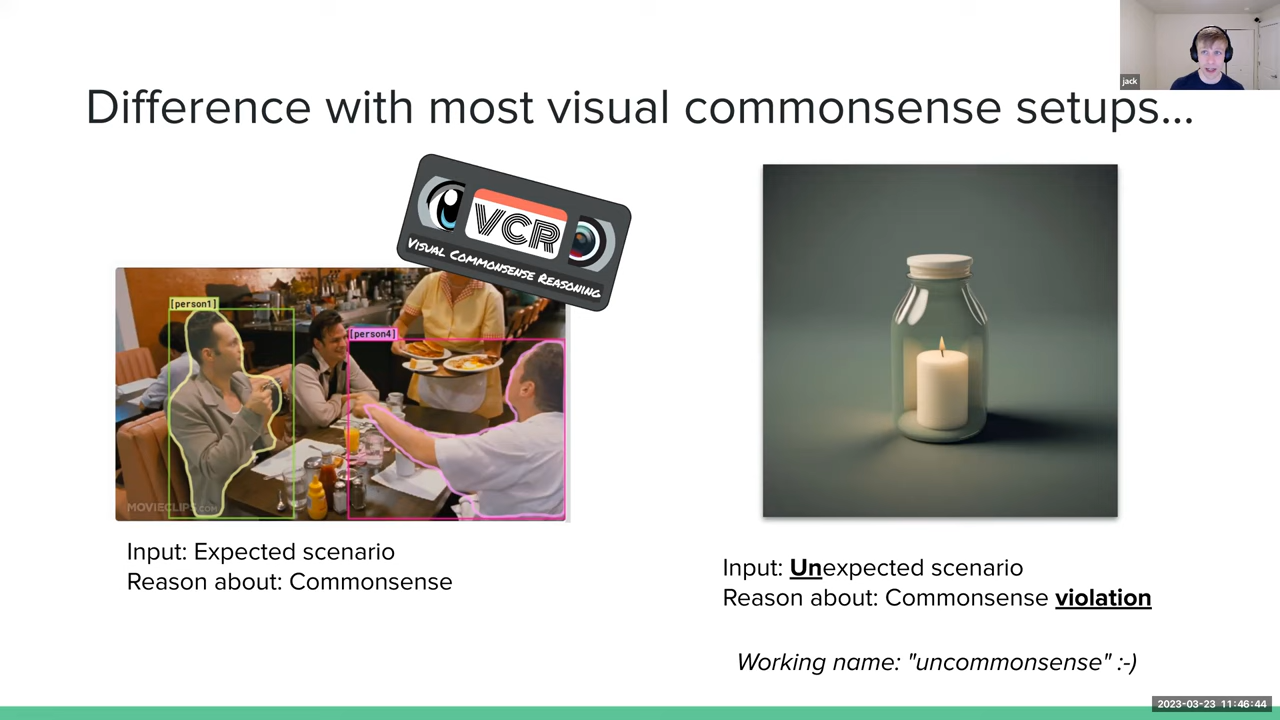 jack
Difference with most visual commonsense setups...
VCR
VISUAL COMMONSENSE REASONING
[person1]
[person4]
MOVIECLIPS.COM
Input: Expected scenario
Reason about: Commonsense
Input: Unexpected scenario
Reason about: Commonsense violation
Working name: "uncommonsense" :-)
2023-03-23 11:46:44